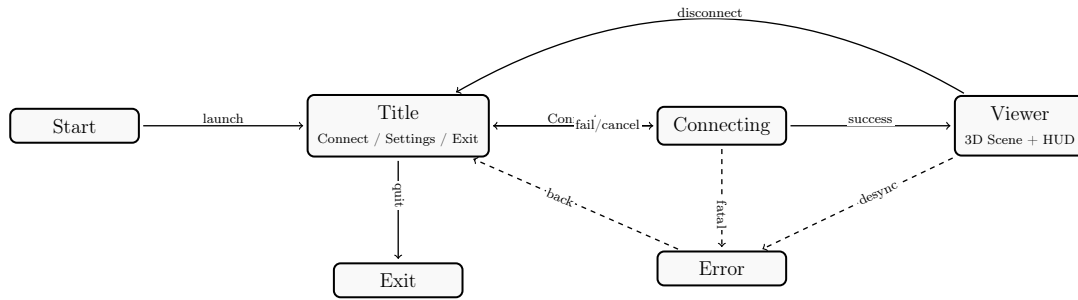 disconnect
Title
Connect / Settings / Exit
Start
launch
fail/cancel
Connecting
success
Viewer
3D Scene + HUD
quit
back
fatal
desync
Exit
Error